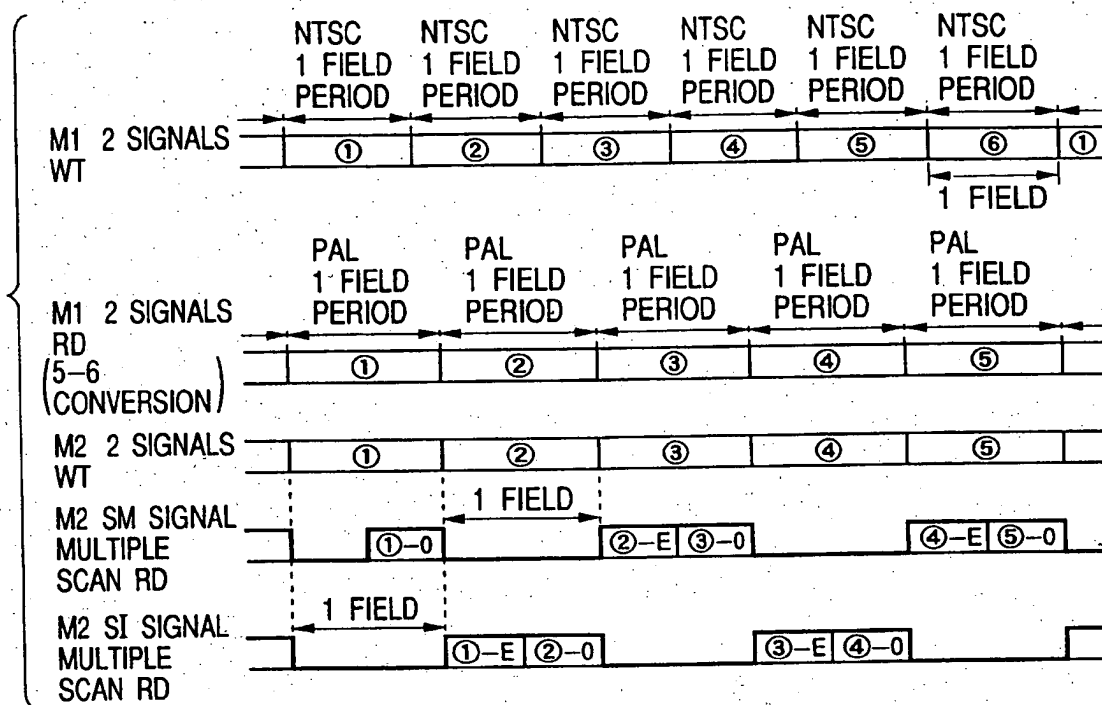 NTSC NTSC NTSC NTSC NTSC NTSC
1 FIELD 1 FIELD 1 FIELD 1 FIELD 1 FIELD 1 FIELD
PERIOD PERIOD PERIOD PERIOD PERIOD PERIOD
M1 2 SIGNALS
WT
① ② ③ ④ ⑤ ⑥ ①
1 FIELD
PAL PAL PAL PAL PAL
1 FIELD 1 FIELD 1 FIELD 1 FIELD 1 FIELD
PERIOD PERIOD PERIOD PERIOD PERIOD
M1 2 SIGNALS
RD
(5-6
CONVERSION)
① ② ③ ④ ⑤
M2 2 SIGNALS
WT
① ② ③ ④ ⑤
1 FIELD
M2 SM SIGNAL
MULTIPLE
SCAN RD
①-0 ②-E ③-0 ④-E ⑤-0
1 FIELD
M2 SI SIGNAL
MULTIPLE
SCAN RD
①-E ②-0 ③-E ④-0